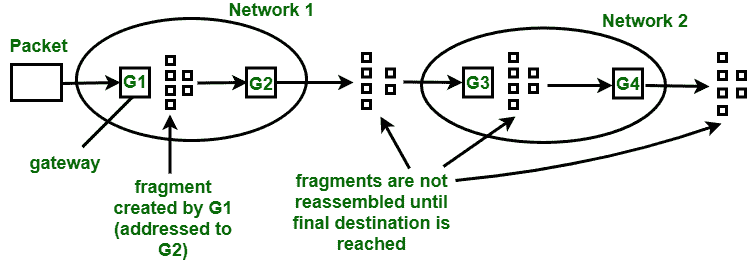 Network 1
Network 2
Packet
G1
G2
G3
G4
gateway
fragment
created by G1
(addressed to
G2)
fragments are not
reassembled until
final destination is
reached